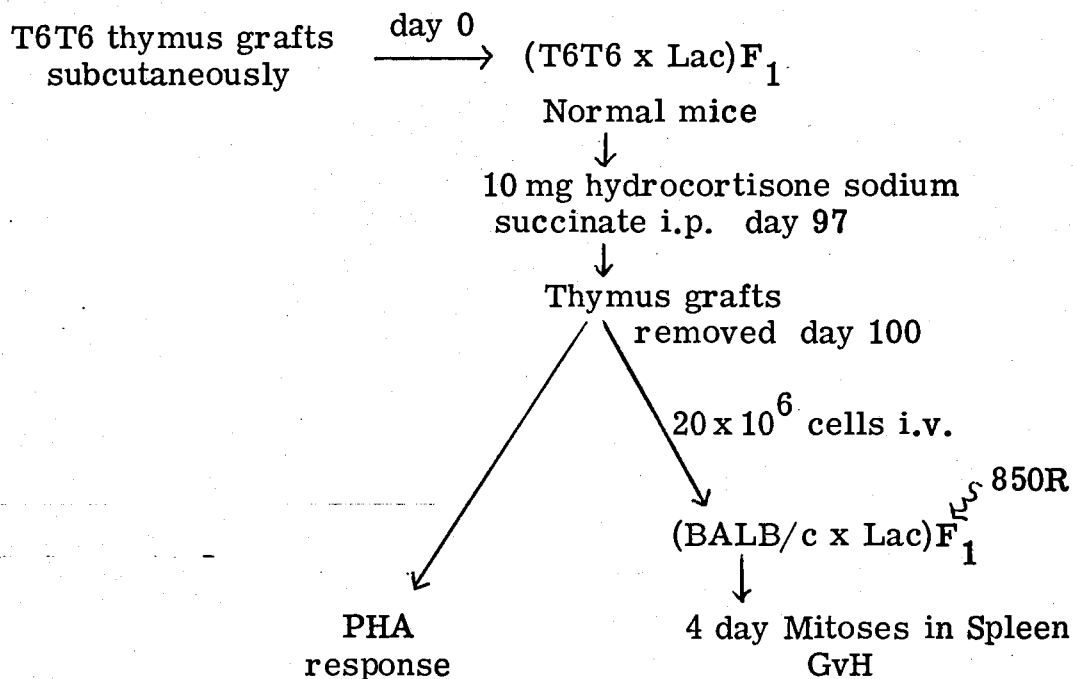 T6T6 thymus grafts
subcutaneously
day 0
(T6T6 x Lac)F1
Normal mice
10 mg hydrocortisone sodium
succinate i.p. day 97
Thymus grafts
removed day 100
20 x 10^6 cells i.v.
850R
(BALB/c x Lac)F1
PHA
response
4 day Mitoses in Spleen
GvH